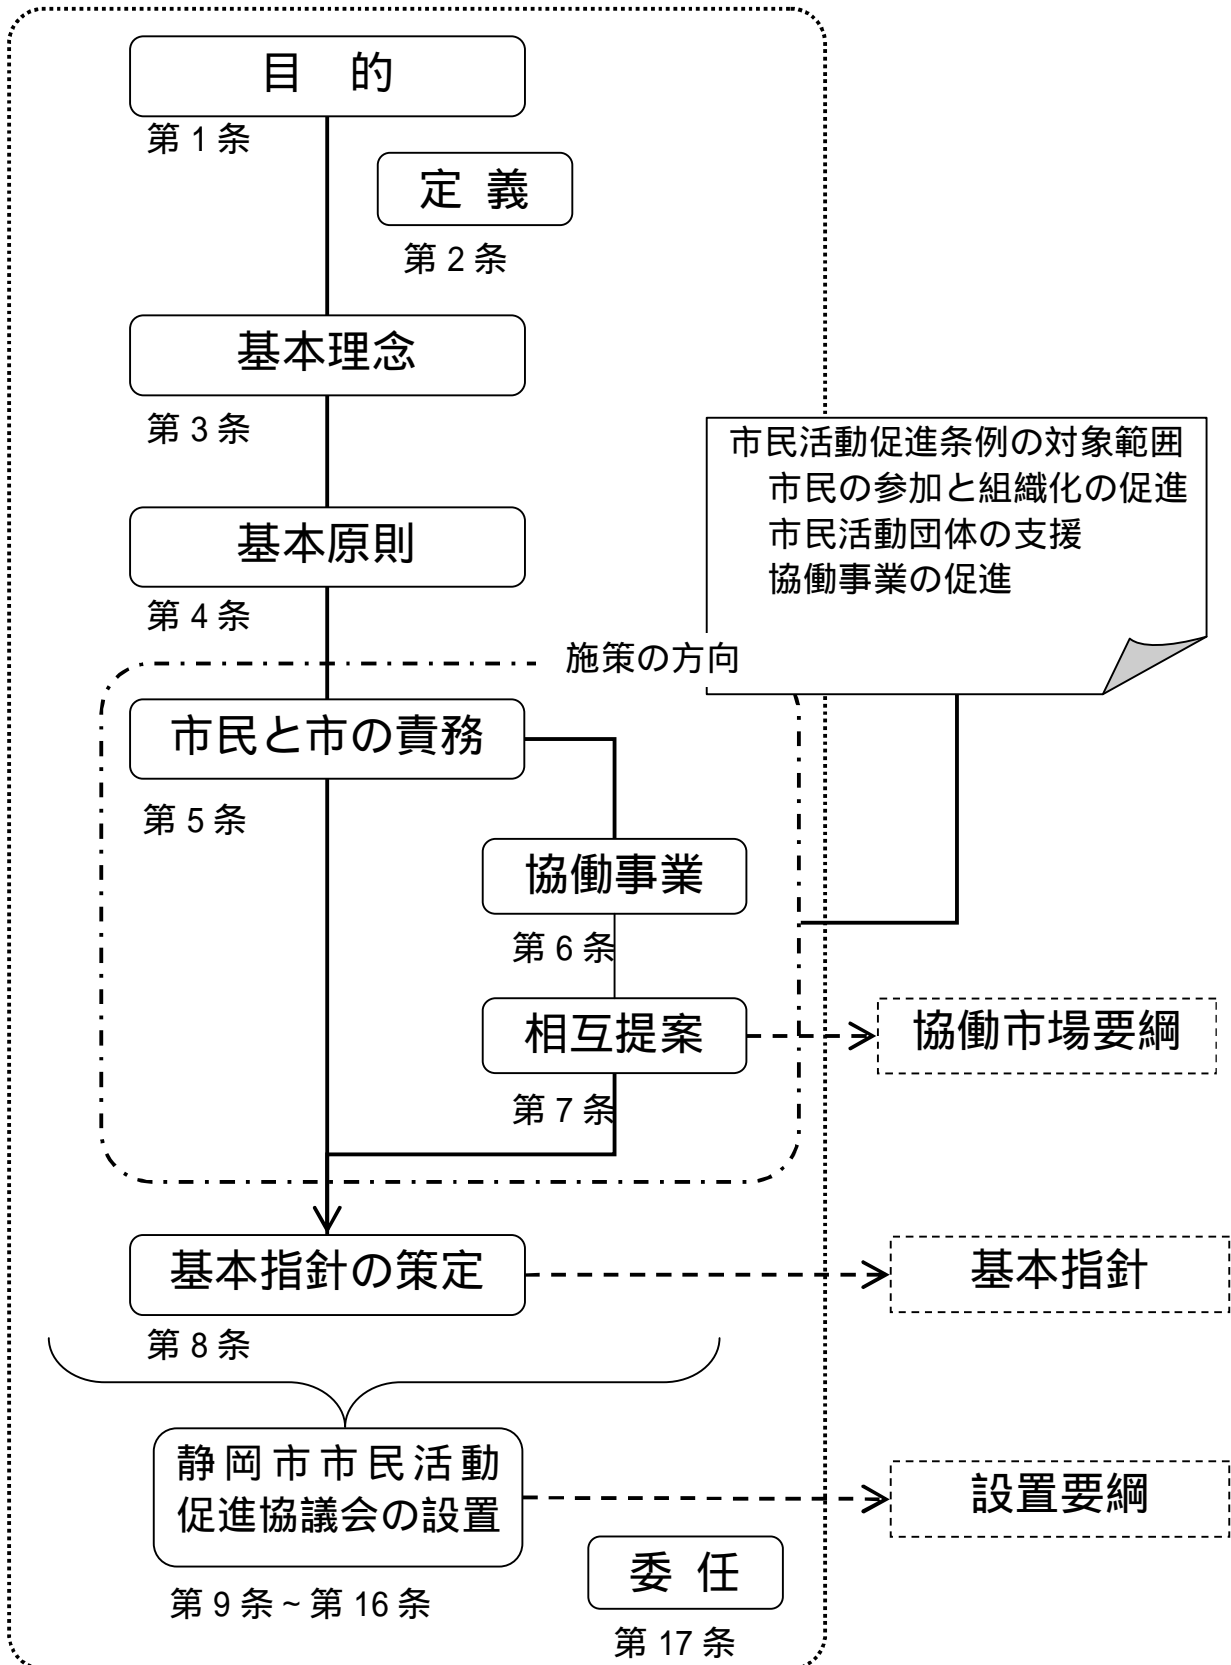 目 的
第 1 条
定 義
第 2 条
基本理念
第 3 条
市民活動促進条例の対象範囲
市民の参加と組織化の促進
市民活動団体の支援
協働事業の促進
基本原則
第 4 条
施策の方向
市民と市の責務
第 5 条
協働事業
第 6 条
相互提案
第 7 条
協働市場要綱
基本指針の策定
第 8 条
基本指針
静岡市市民活動
促進協議会の設置
第 9 条 ~ 第 16 条
設置要綱
委 任
第 17 条